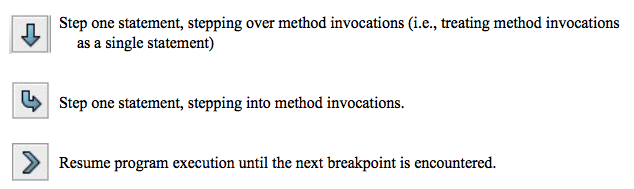 Step one statement, stepping over method invocations (i.e., treating method invocations
as a single statement)
Step one statement, stepping into method invocations.
Resume program execution until the next breakpoint is encountered.